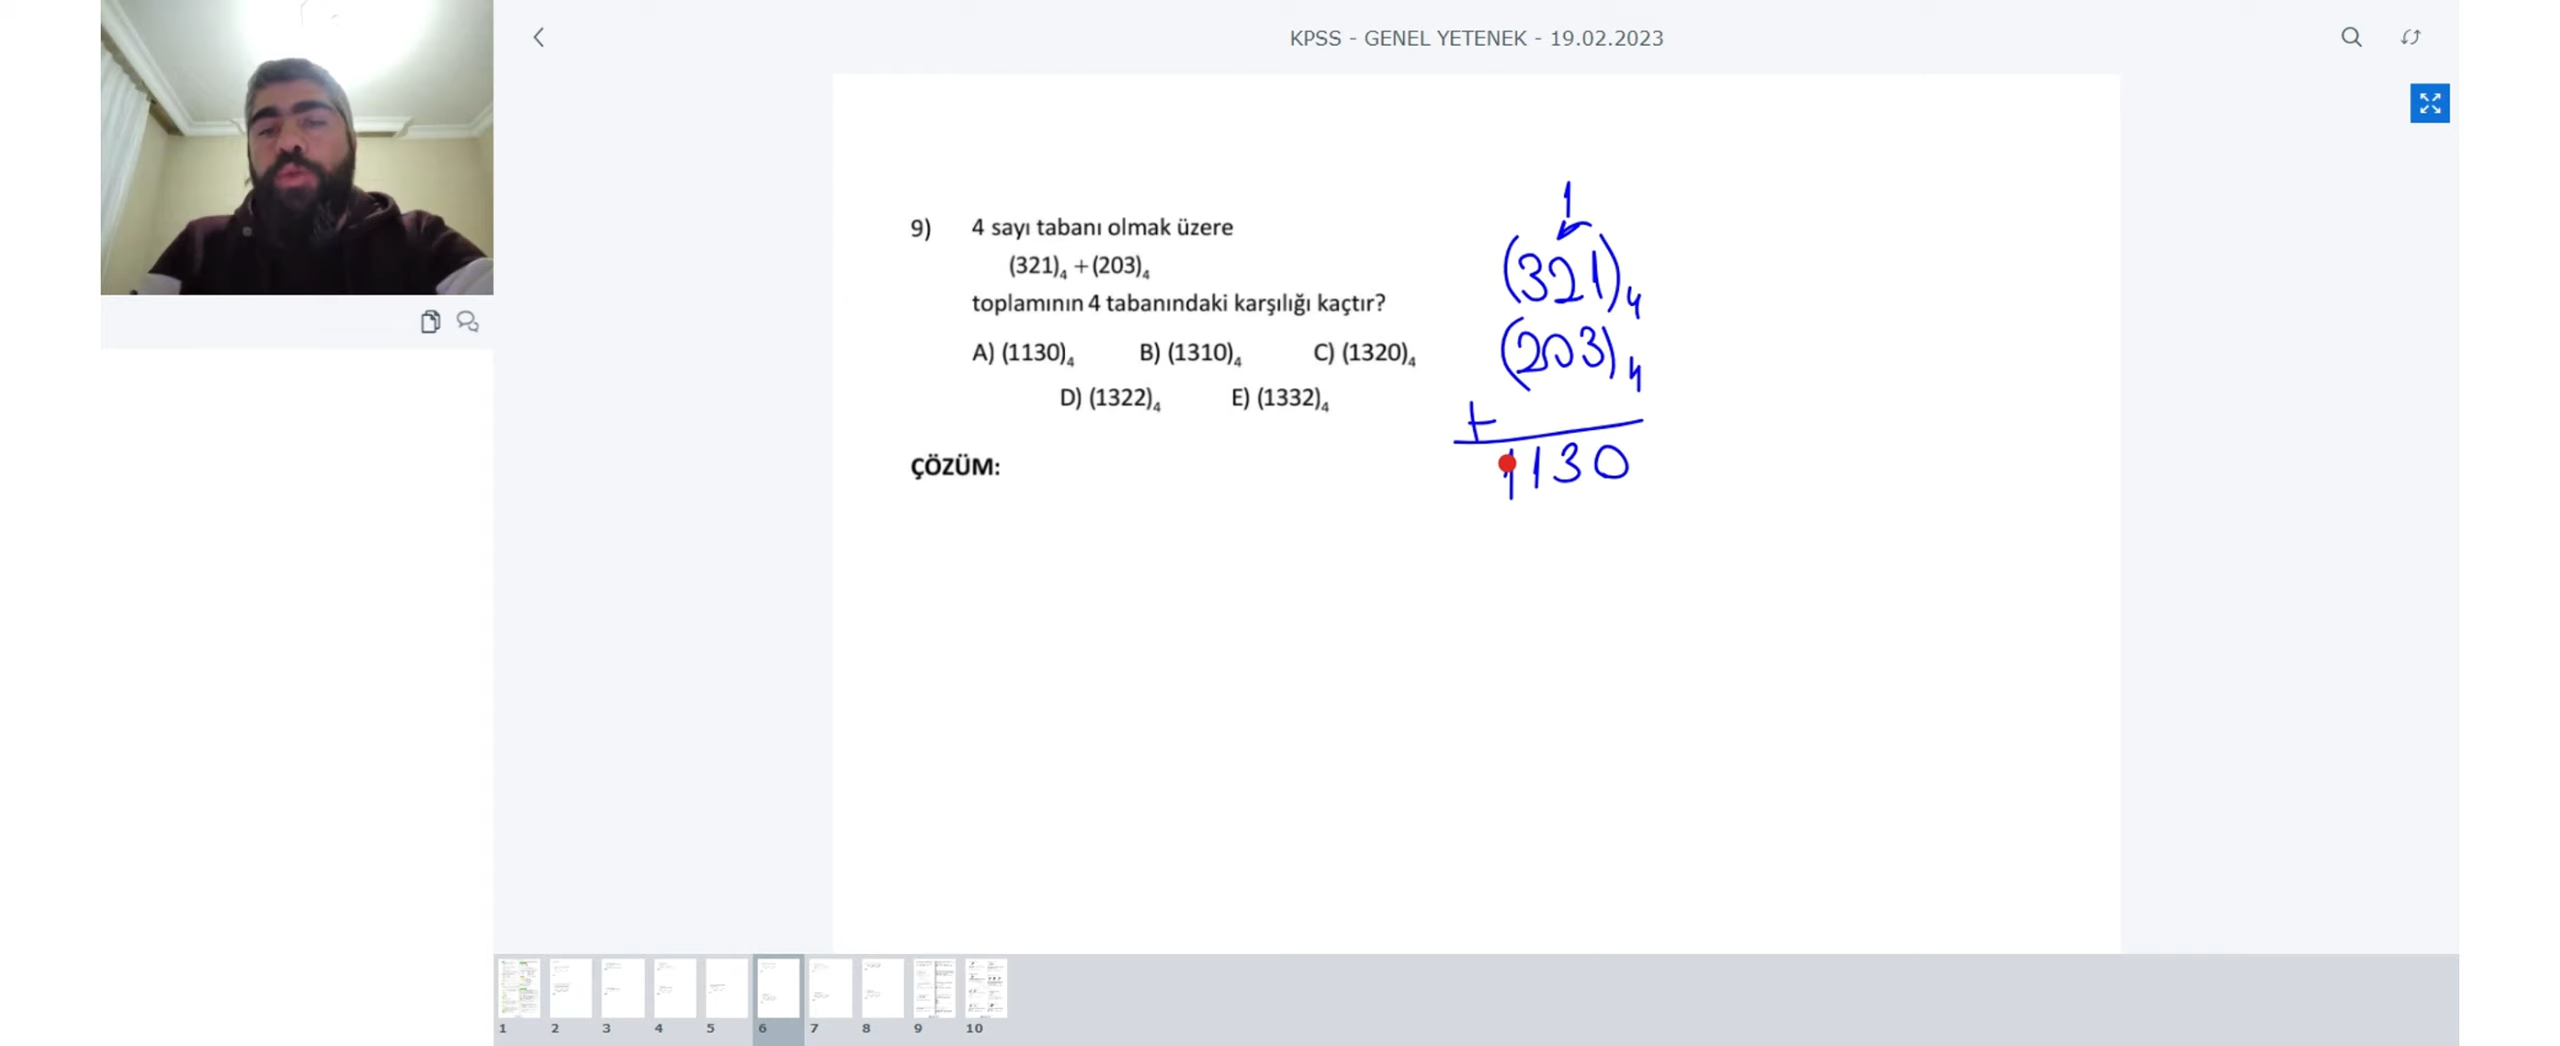 KPSS - GENEL YETENEK - 19.02.2023
9) 4 sayı tabanı olmak üzere
(321)₄ + (203)₄
toplamının 4 tabanındaki karşılığı kaçtır?
A) (1130)₄ B) (1310)₄ C) (1320)₄
D) (1322)₄ E) (1332)₄
ÇÖZÜM:
1
(321)₄
(203)₄
+
1130
1 2 3 4 5 6 7 8 9 10